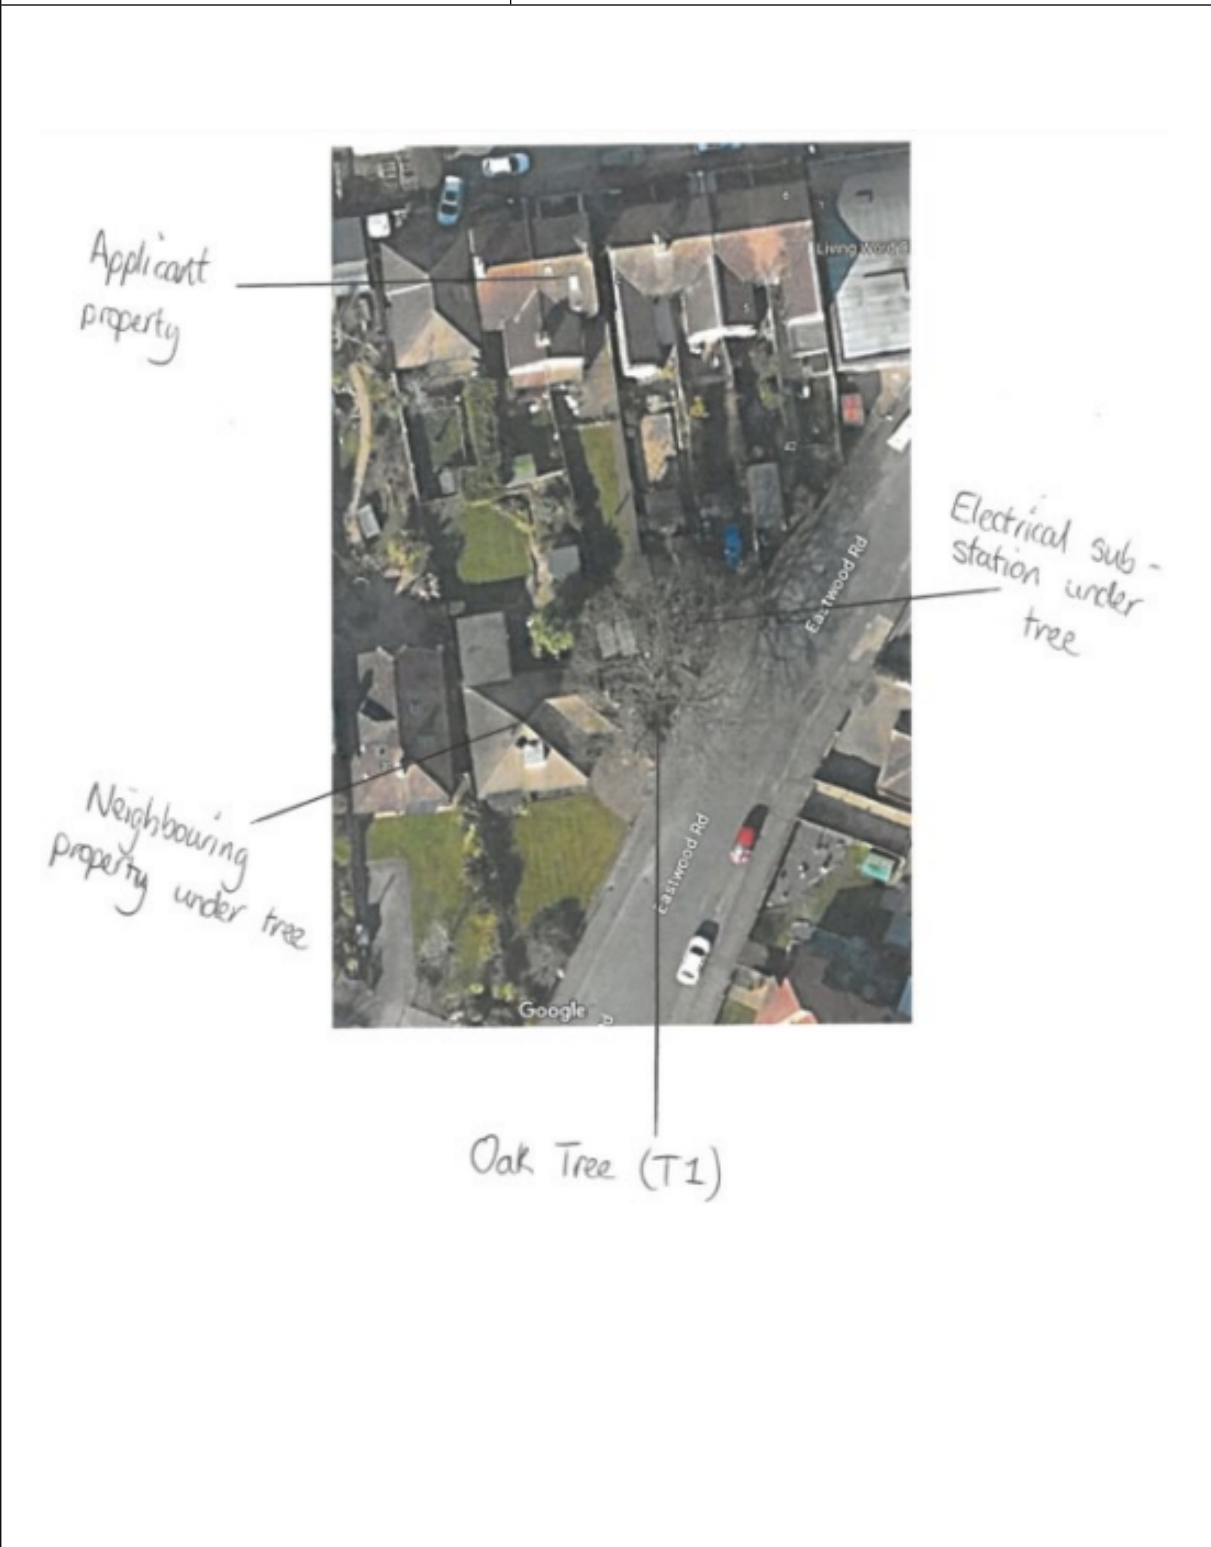 Applicant
property
Living Word
Electrical sub-
station under
tree
Eastwood Rd
Neighbouring
property under tree
Eastwood Rd
Google
Oak Tree (T1)